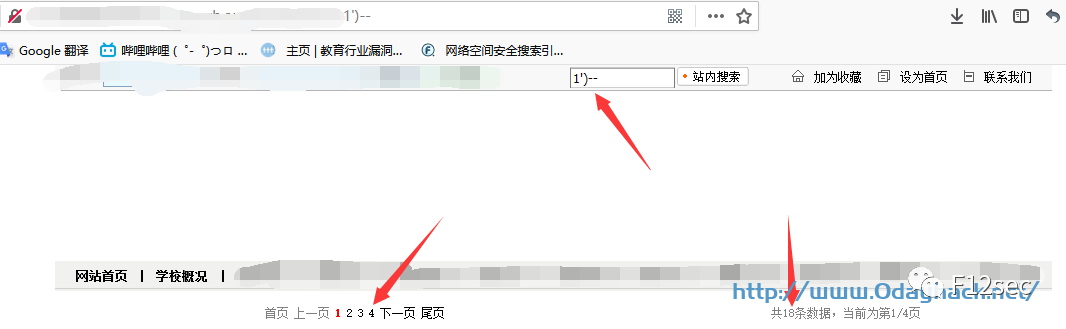 1')--
Google 翻译 哔哩哔哩 ( ゜- ゜)つロ ... 主页 | 教育行业漏洞... 网络空间安全搜索引...
1')-- 站内搜索 加为收藏 设为首页 联系我们
网站首页 | 学校概况 |
F12sec
http://www.0dayhack.net/
首页 上一页 1 2 3 4 下一页 尾页 共18条数据，当前为第1/4页